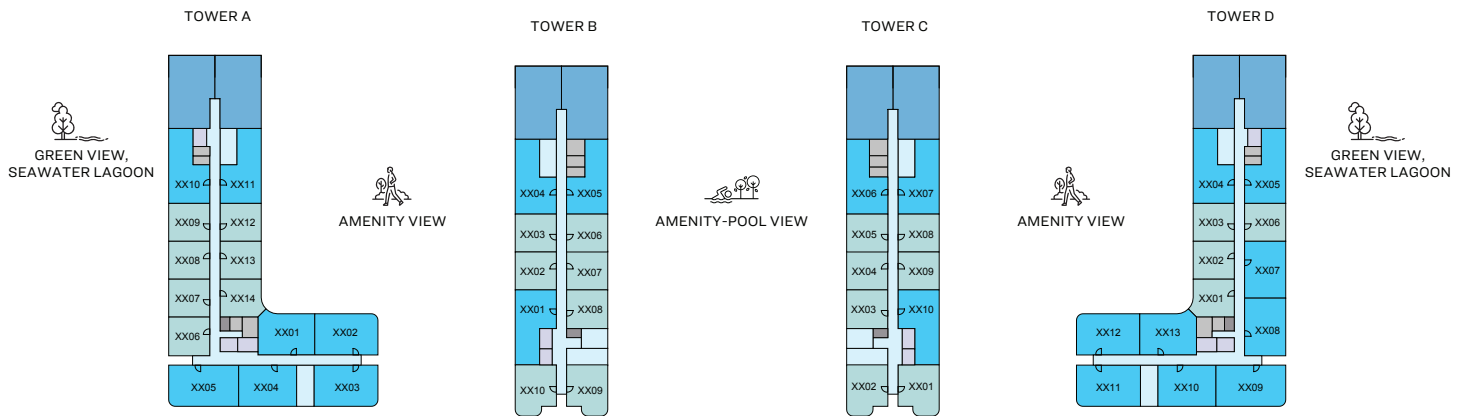 TOWER A
TOWER B
TOWER C
TOWER D
GREEN VIEW,
SEAWATER LAGOON
AMENITY VIEW
AMENITY-POOL VIEW
AMENITY VIEW
GREEN VIEW,
SEAWATER LAGOON
XX10 XX11
XX09 XX12
XX08 XX13
XX07 XX14
XX06
XX01 XX02
XX05 XX04 XX03
XX04 XX05
XX03 XX06
XX02 XX07
XX01 XX08
XX10 XX09
XX06 XX07
XX05 XX08
XX04 XX09
XX03 XX10
XX02 XX01
XX04 XX05
XX03 XX06
XX02 XX07
XX01
XX12 XX13 XX08
XX11 XX10 XX09